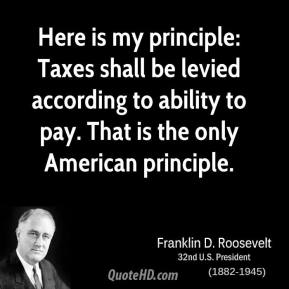 Here is my principle:
Taxes shall be levied
according to ability to
pay. That is the only
American principle.
Franklin D. Roosevelt
32nd U.S. President
(1882-1945)
QuoteHD.com